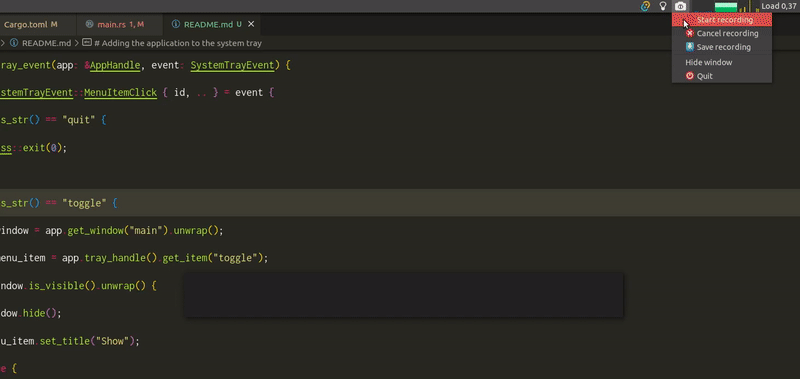 Cargo.toml M main.rs 1, M README.md U Load 0,37
README.md > # Adding the application to the system tray
Start recording
Cancel recording
Save recording
Hide window
Quit
ray_event(app: &AppHandle, event: SystemTrayEvent) {
stemTrayEvent::MenuItemClick { id, .. } = event {
s_str() == "quit" {
ss::exit(0);
s_str() == "toggle" {
indow = app.get_window("main").unwrap();
enu_item = app.tray_handle().get_item("toggle");
ndow.is_visible().unwrap() {
dow.hide();
u_item.set_title("Show");
e {